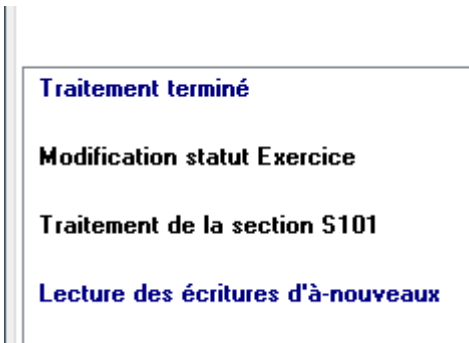 Traitement terminé
Modification statut Exercice
Traitement de la section S101
Lecture des écritures d'à-nouveaux